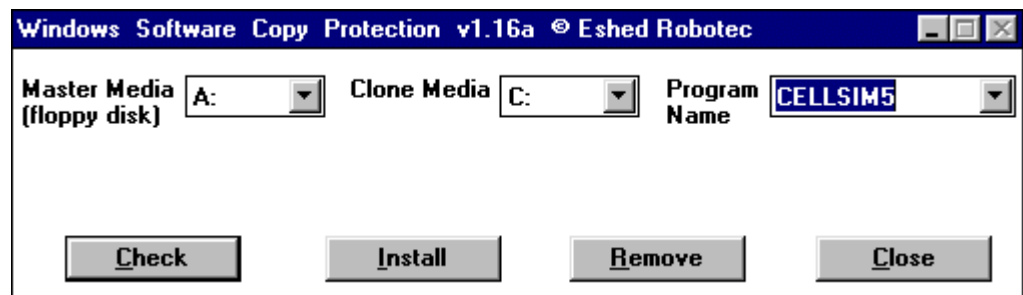 Windows Software Copy Protection v1.16a © Eshed Robotec
Master Media
(floppy disk)
A:
Clone Media
C:
Program
Name
CELLSIM5
Check
Install
Remove
Close